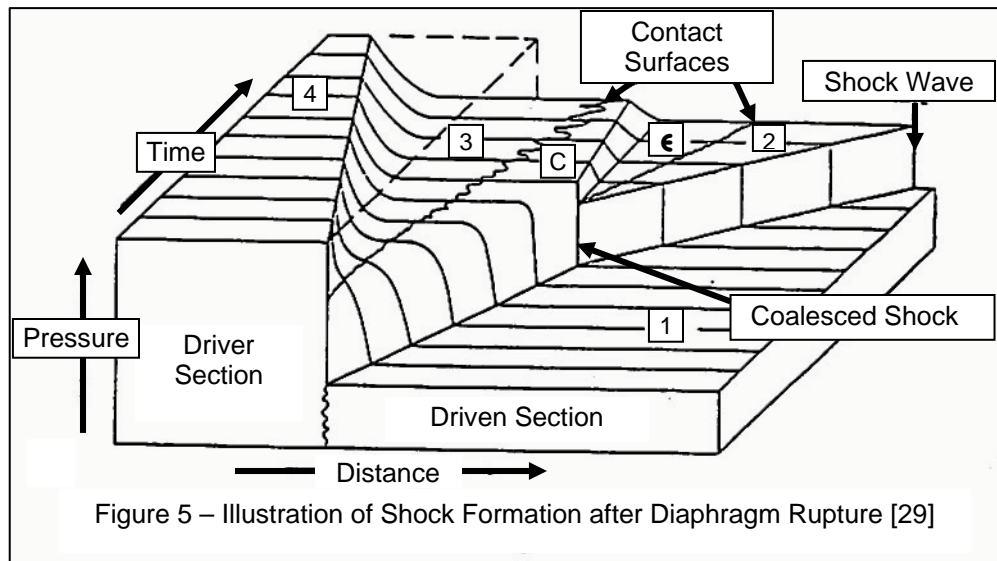 Contact
Surfaces
Shock Wave
4
Time
3
C
ϵ
2
Pressure
Driver
Section
1
Coalesced Shock
Driven Section
Distance
Figure 5 – Illustration of Shock Formation after Diaphragm Rupture [29]